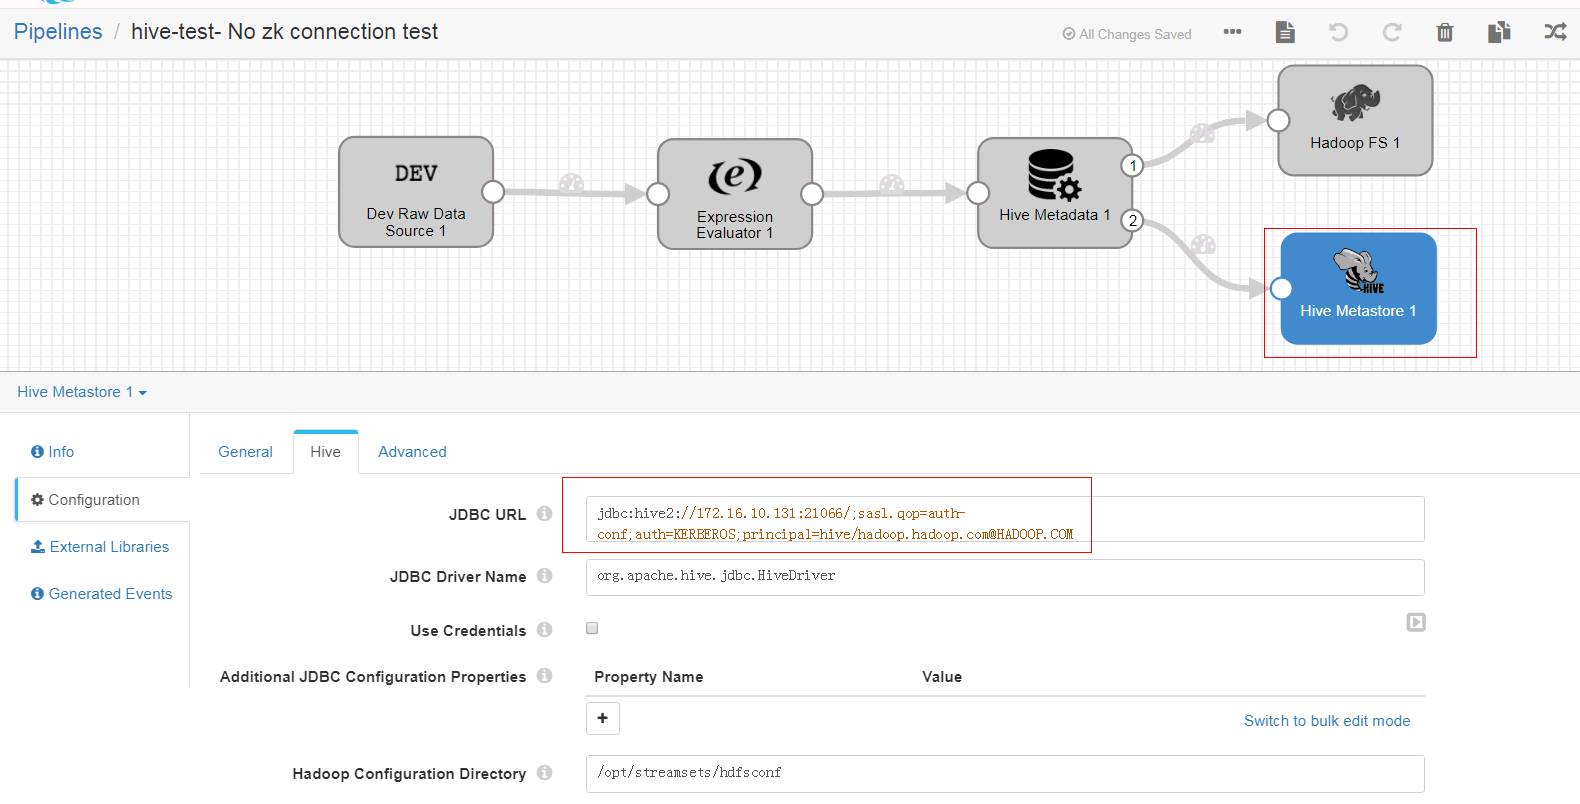 Pipelines / hive-test- No zk connection test
All Changes Saved
DEV
Dev Raw Data
Source 1
Expression
Evaluator 1
Hive Metadata 1
1
2
Hadoop FS 1
HIVE
Hive Metastore 1
Hive Metastore 1
Info
Configuration
External Libraries
Generated Events
General
Hive
Advanced
JDBC URL
jdbc:hive2://172.16.10.131:21066/;sasl.qop=auth-
conf;auth=KERBEROS;principal=hive/hadoop.hadoop.com@HADOOP.COM
JDBC Driver Name
org.apache.hive.jdbc.HiveDriver
Use Credentials
Additional JDBC Configuration Properties
Property Name
Value
+
Switch to bulk edit mode
Hadoop Configuration Directory
/opt/streamsets/hdfsconf